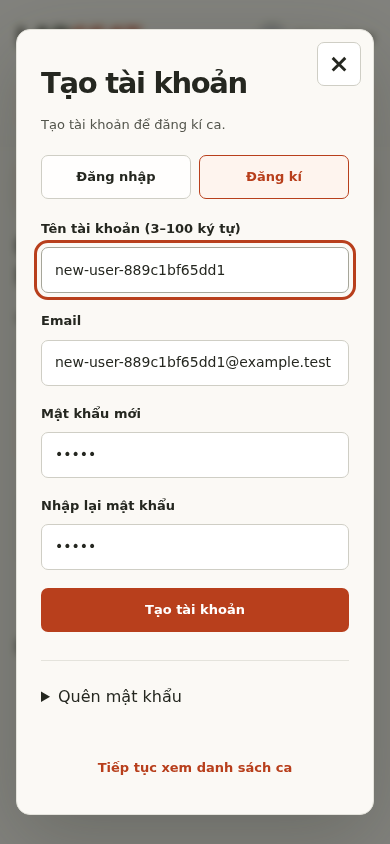 Tạo tài khoản
×
Tạo tài khoản để đăng kí ca.
Đăng nhập
Đăng kí
Tên tài khoản (3–100 ký tự)
new-user-889c1bf65dd1
Email
new-user-889c1bf65dd1@example.test
Mật khẩu mới
•••••
Nhập lại mật khẩu
•••••
Tạo tài khoản
Quên mật khẩu
Tiếp tục xem danh sách ca